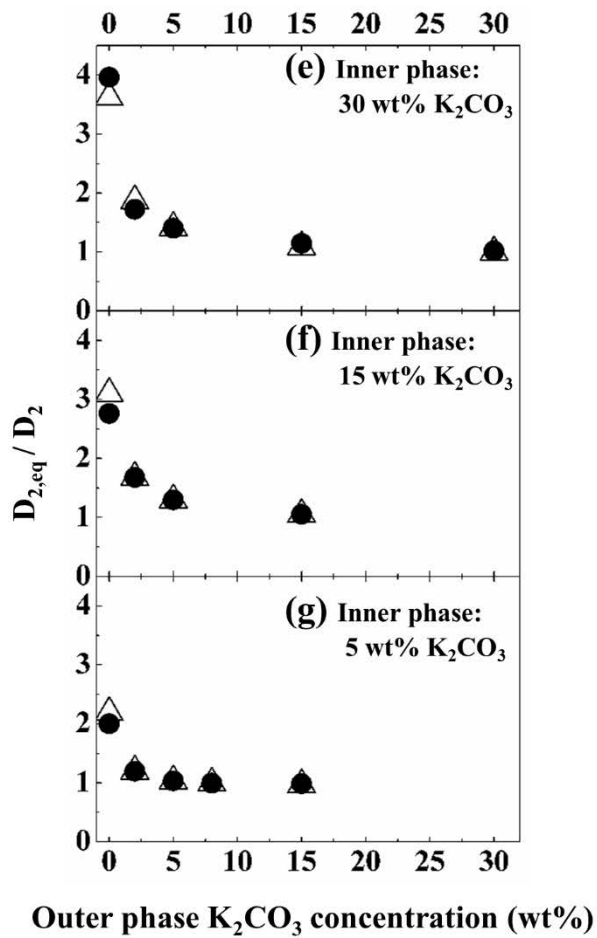 0 5 10 15 20 25 30
(e) Inner phase:
30 wt% K₂CO₃
4
3
2
1
0
(f) Inner phase:
15 wt% K₂CO₃
4
3
2
1
0
D₂,eq / D₂
(g) Inner phase:
5 wt% K₂CO₃
4
3
2
1
0
0 5 10 15 20 25 30
Outer phase K₂CO₃ concentration (wt%)